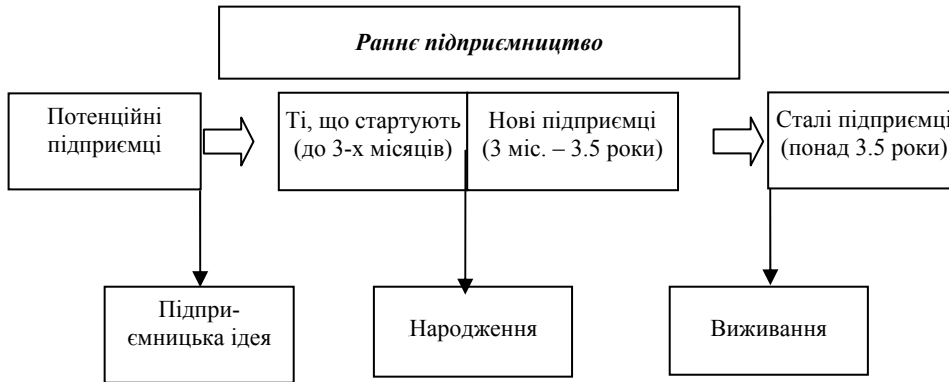 Раннє підприємництво
Потенційні
підприємці
Ті, що стартують
(до 3-х місяців)
Нові підприємці
(3 міс. – 3.5 роки)
Сталі підприємці
(понад 3.5 роки)
Підпри-
ємницька ідея
Народження
Виживання